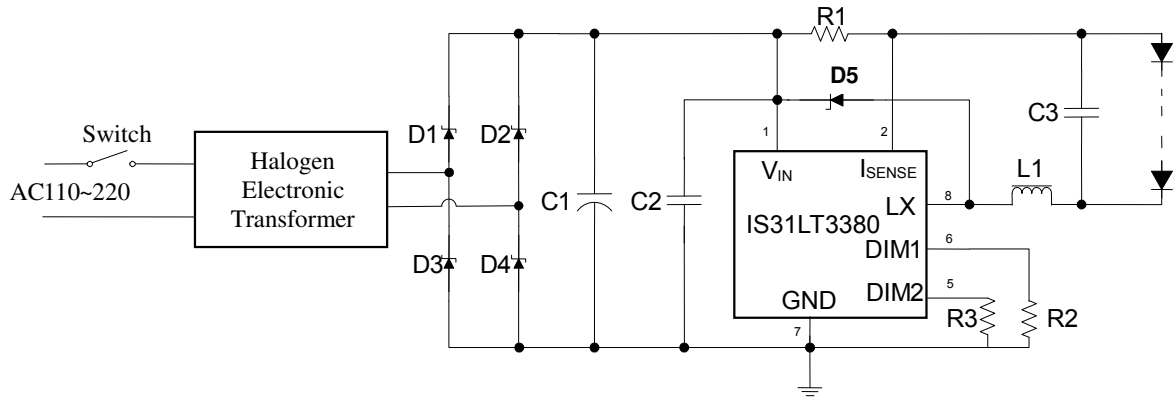 R1
D5
Switch
D1
D2
1
2
C3
AC110~220
Halogen
Electronic
Transformer
VIN
ISENSE
L1
C1
C2
LX
8
IS31LT3380
DIM1
6
D3
D4
DIM2
5
GND
R3
R2
7